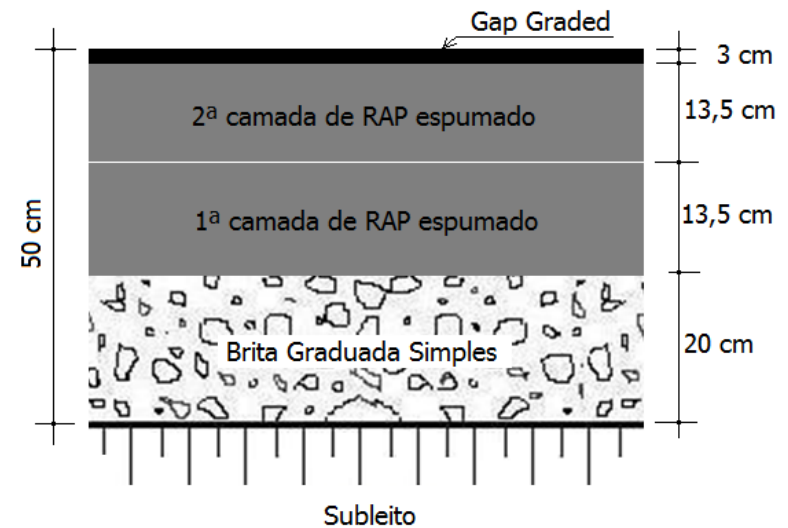 Gap Graded
3 cm
2ª camada de RAP espumado
13,5 cm
1ª camada de RAP espumado
13,5 cm
50 cm
Brita Graduada Simples
20 cm
Subleito